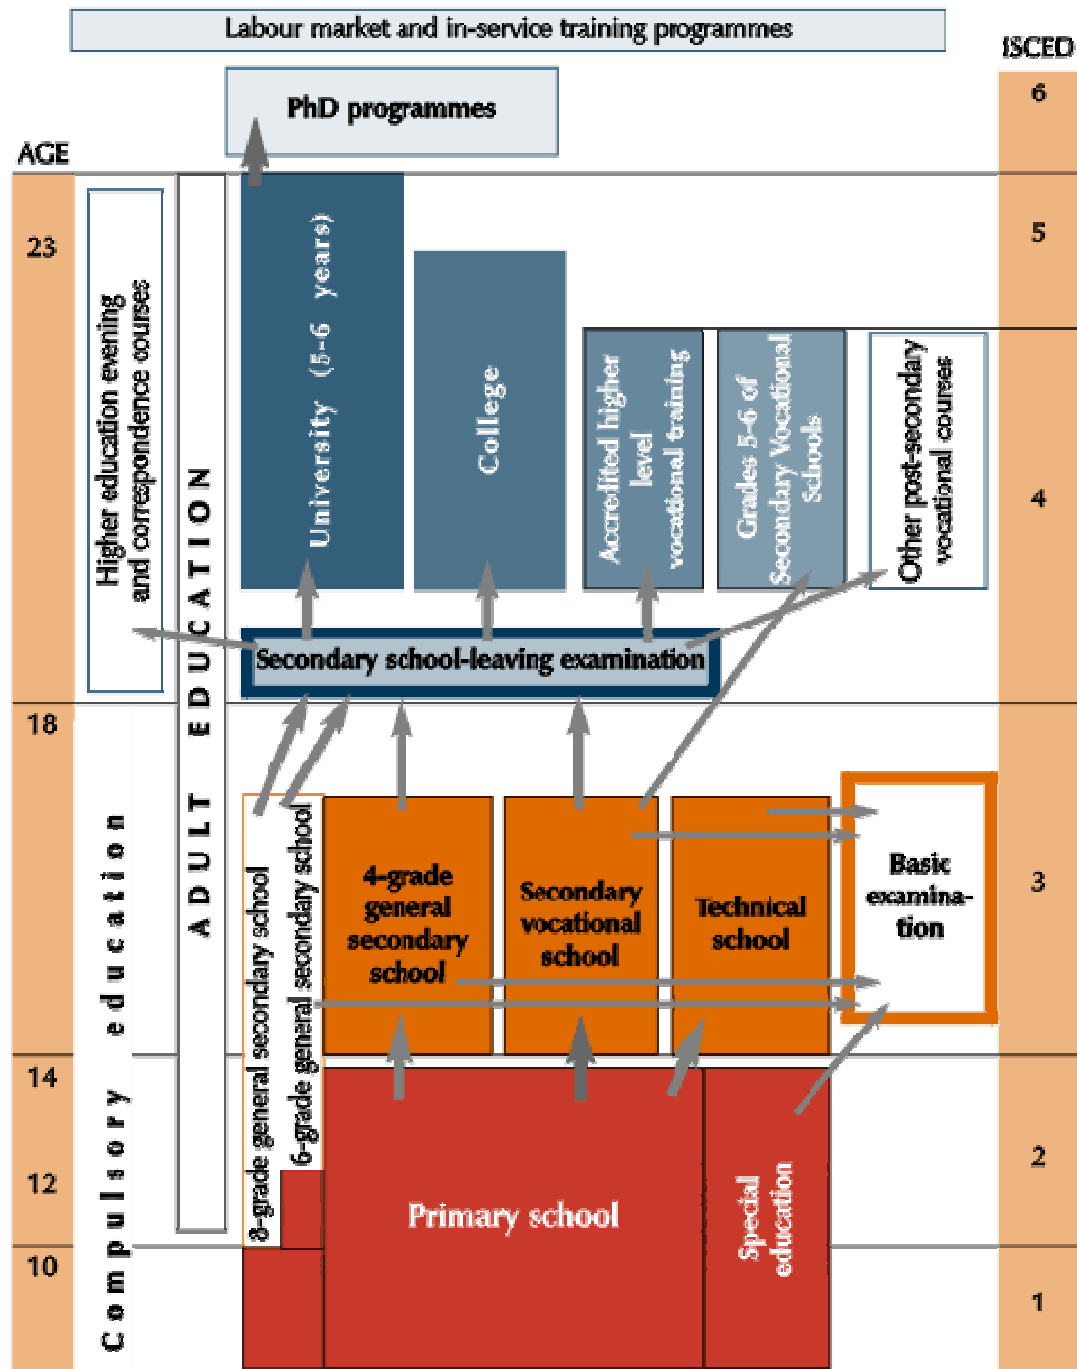 Labour market and in-service training programmes
ISCED
6
PhD programmes
AGE
23
5
Higher education evening
and correspondence courses
ADULT EDUCATION
University (5-6 years)
College
Accredited higher
level
vocational training
Grades 5-6 of
Secondary Vocational
Schools
Other post-secondary
vocational courses
4
Secondary school-leaving examination
18
Compulsory education
8-grade general secondary school
6-grade general secondary school
4-grade
general
secondary
school
Secondary
vocational
school
Technical
school
Basic
examina-
tion
3
14
12
Primary school
Special
education
2
10
1